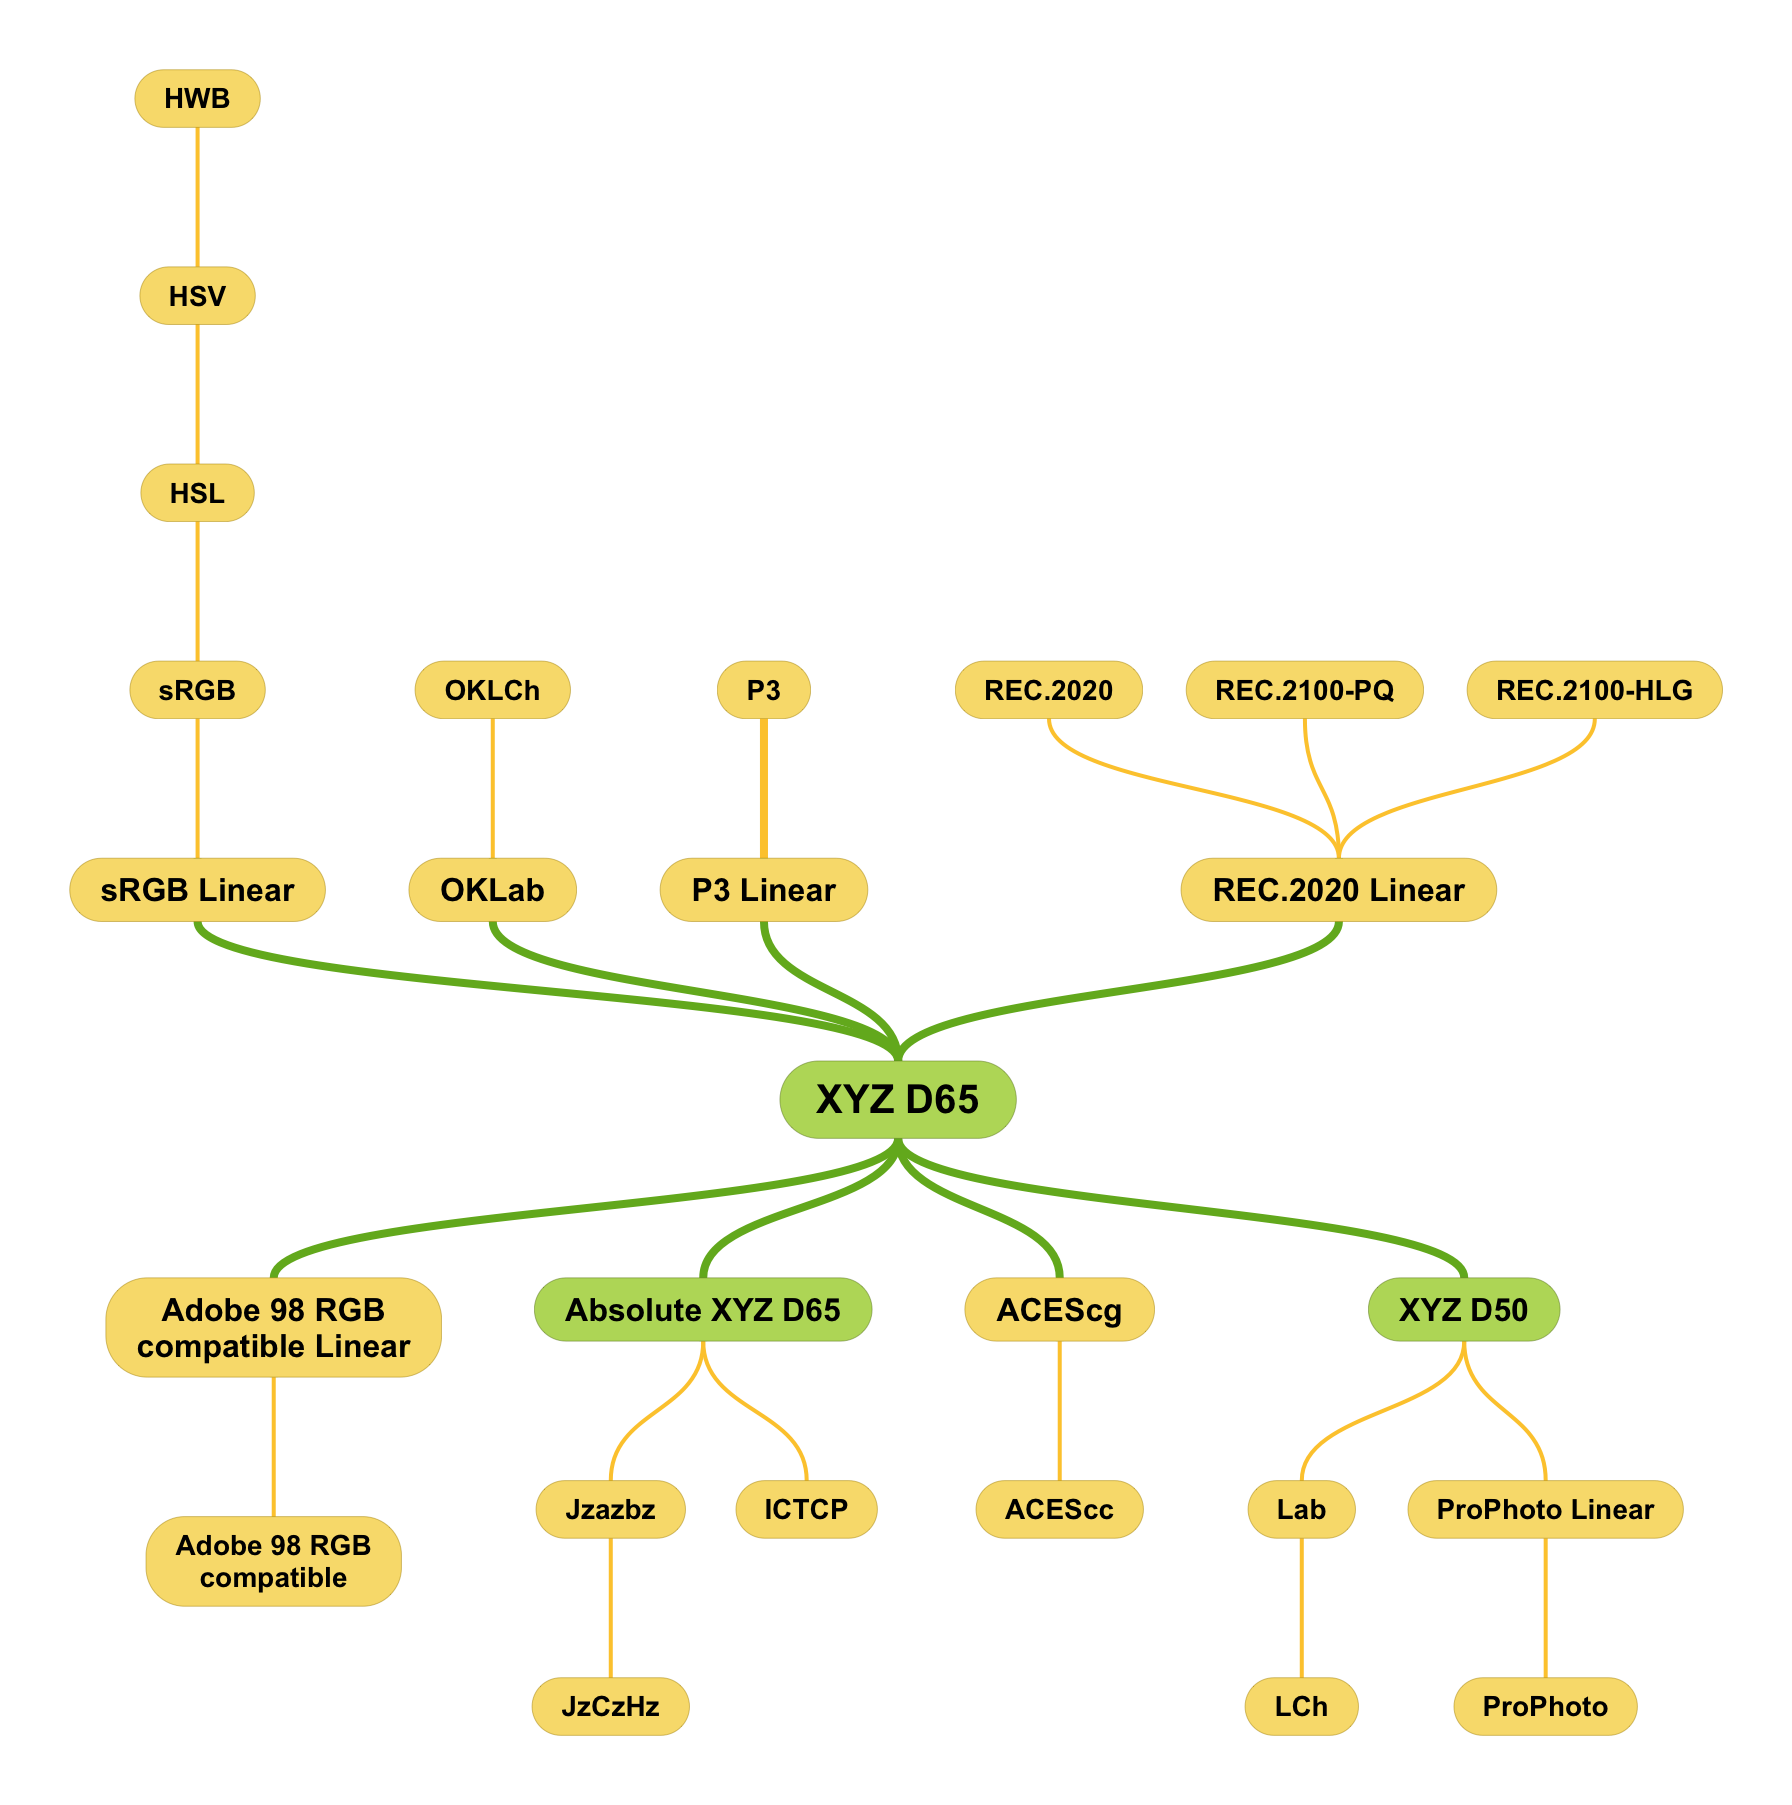 HWB
HSV
HSL
sRGB
OKLCh
P3
REC.2020
REC.2100-PQ
REC.2100-HLG
sRGB Linear
OKLab
P3 Linear
REC.2020 Linear
XYZ D65
Adobe 98 RGB
compatible Linear
Absolute XYZ D65
ACEScg
XYZ D50
Jzazbz
ICTCP
ACEScc
Lab
ProPhoto Linear
Adobe 98 RGB
compatible
JzCzHz
LCh
ProPhoto